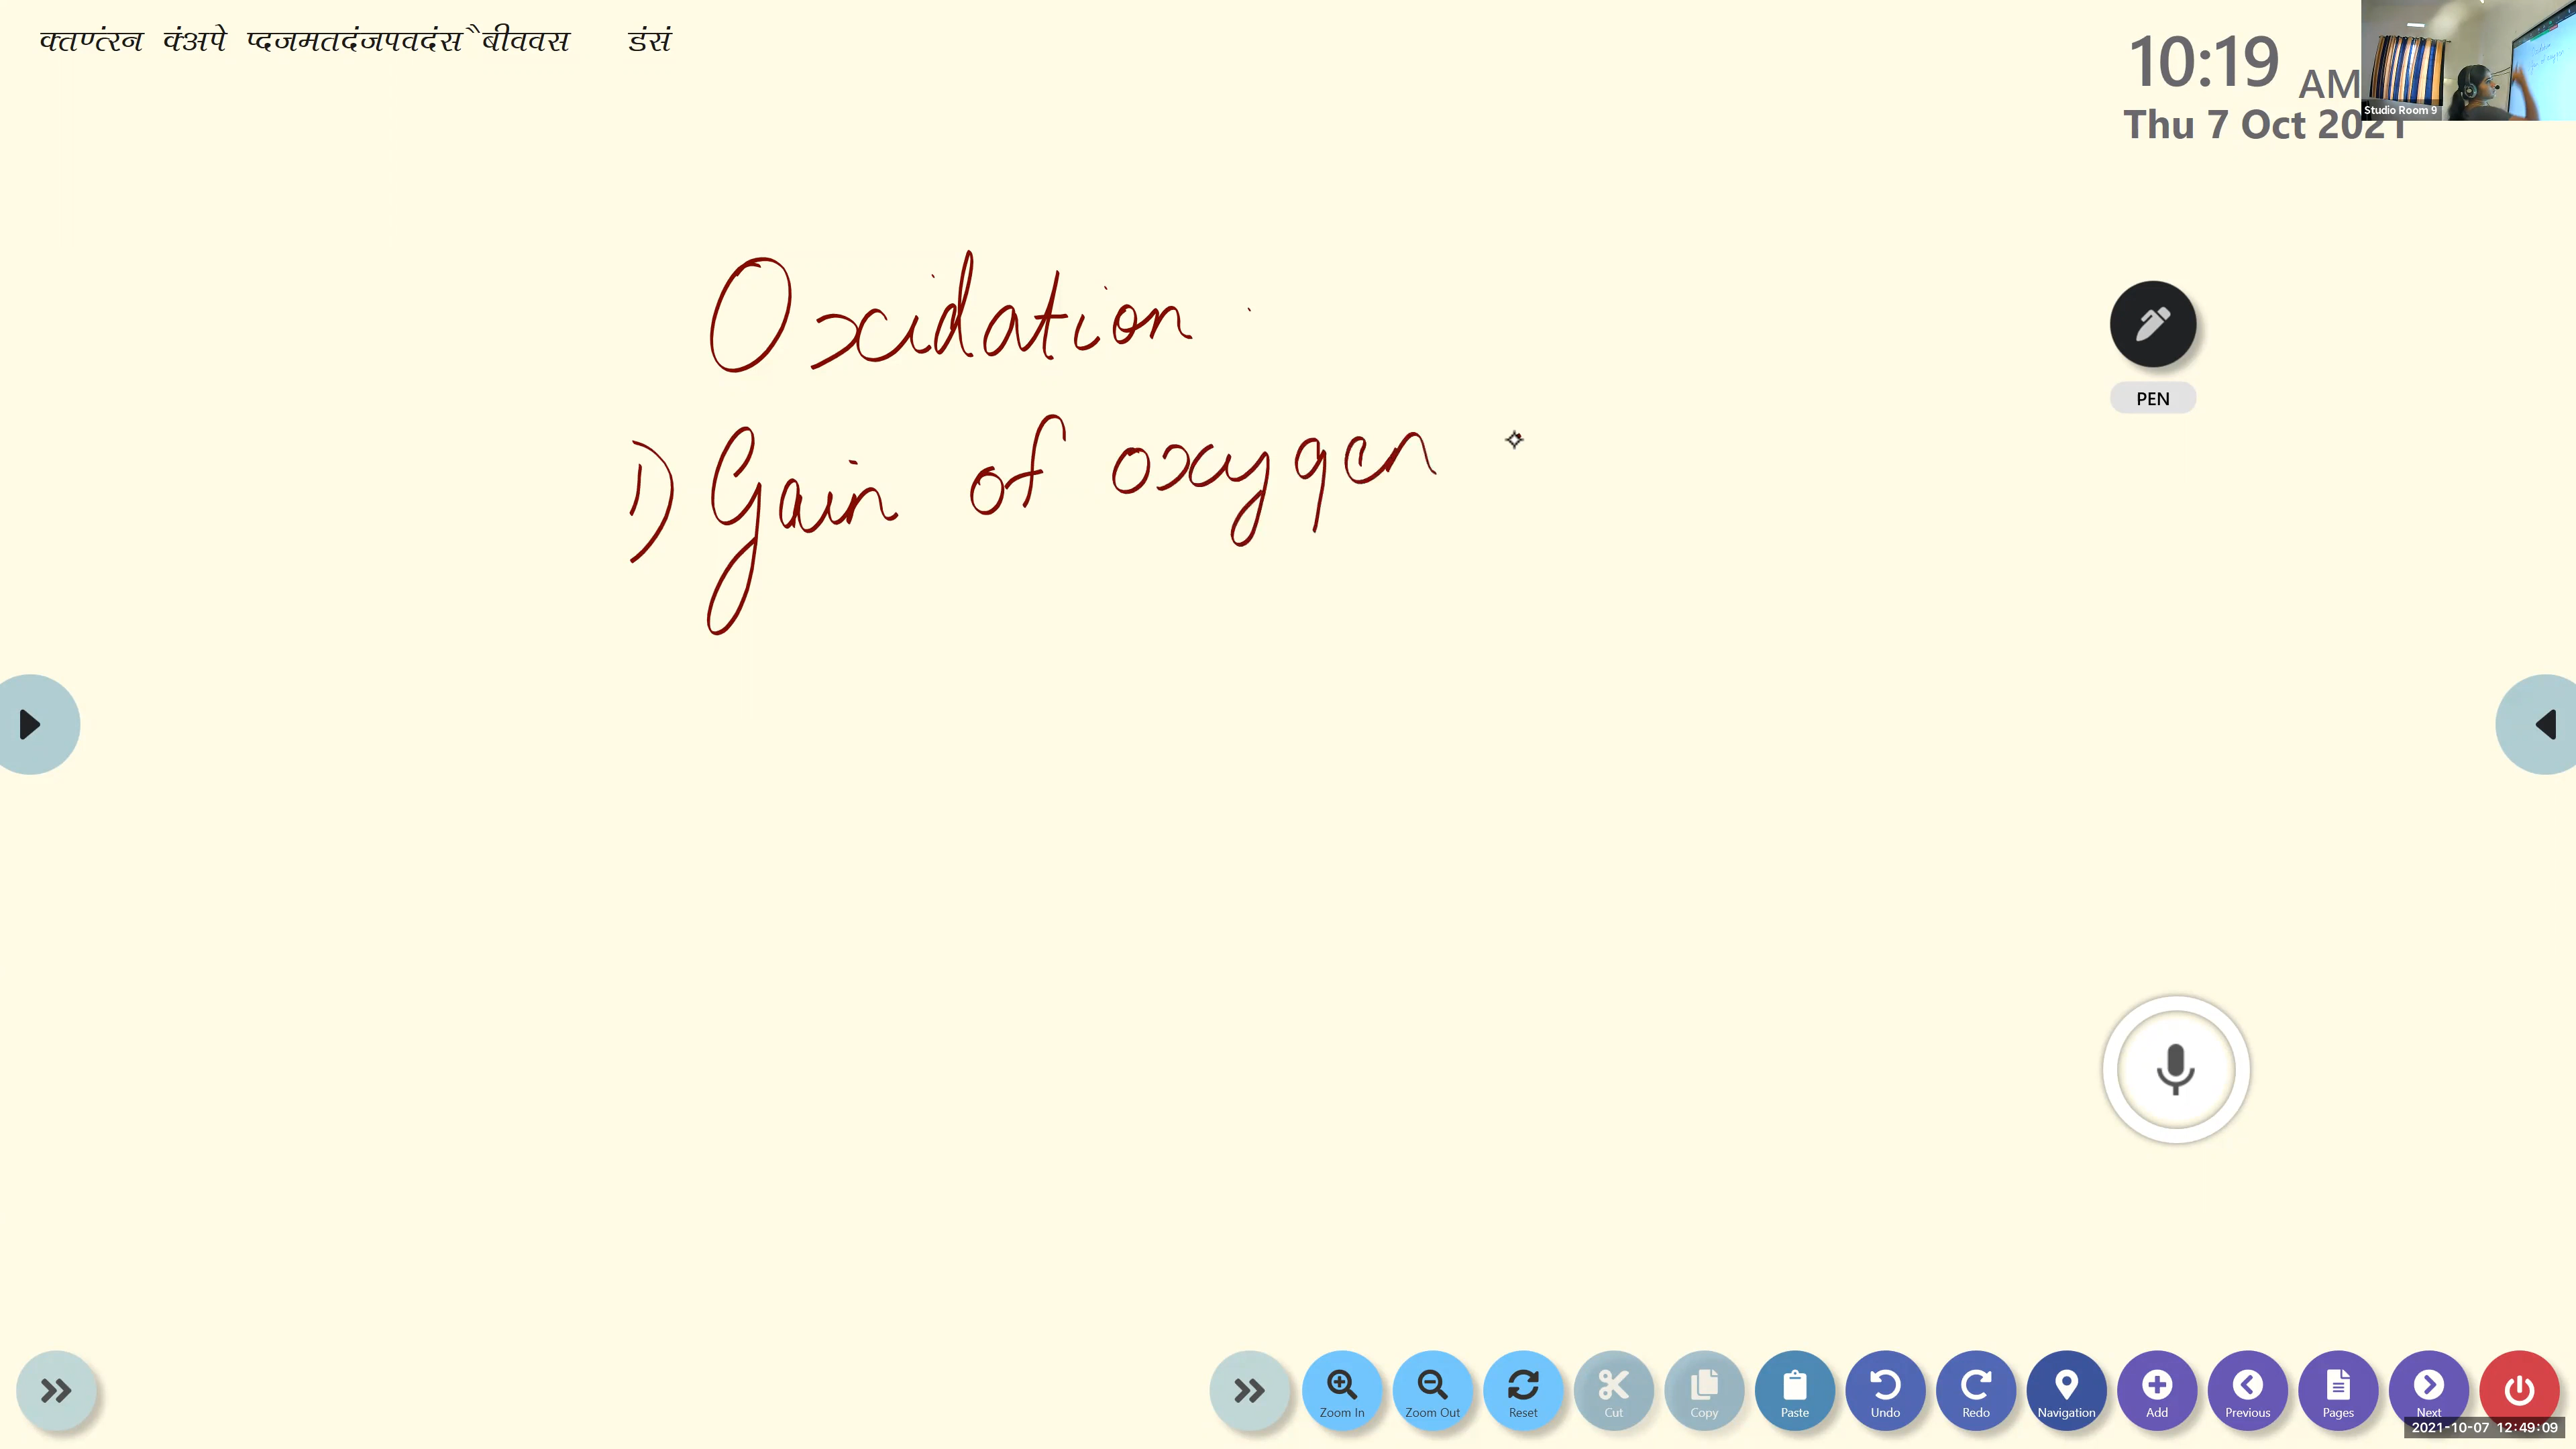 क्तण्त्ंरन क्ंअपे प्दजमतदंजपवदंस ैबीववस डंसं
10:19 AM
Thu 7 Oct 2021
Studio Room 9
Oxidation
1) Gain of oxygen
PEN
Zoom In Zoom Out Reset Cut Copy Paste Undo Redo Navigation Add Previous Pages Next
2021-10-07 12:49:09